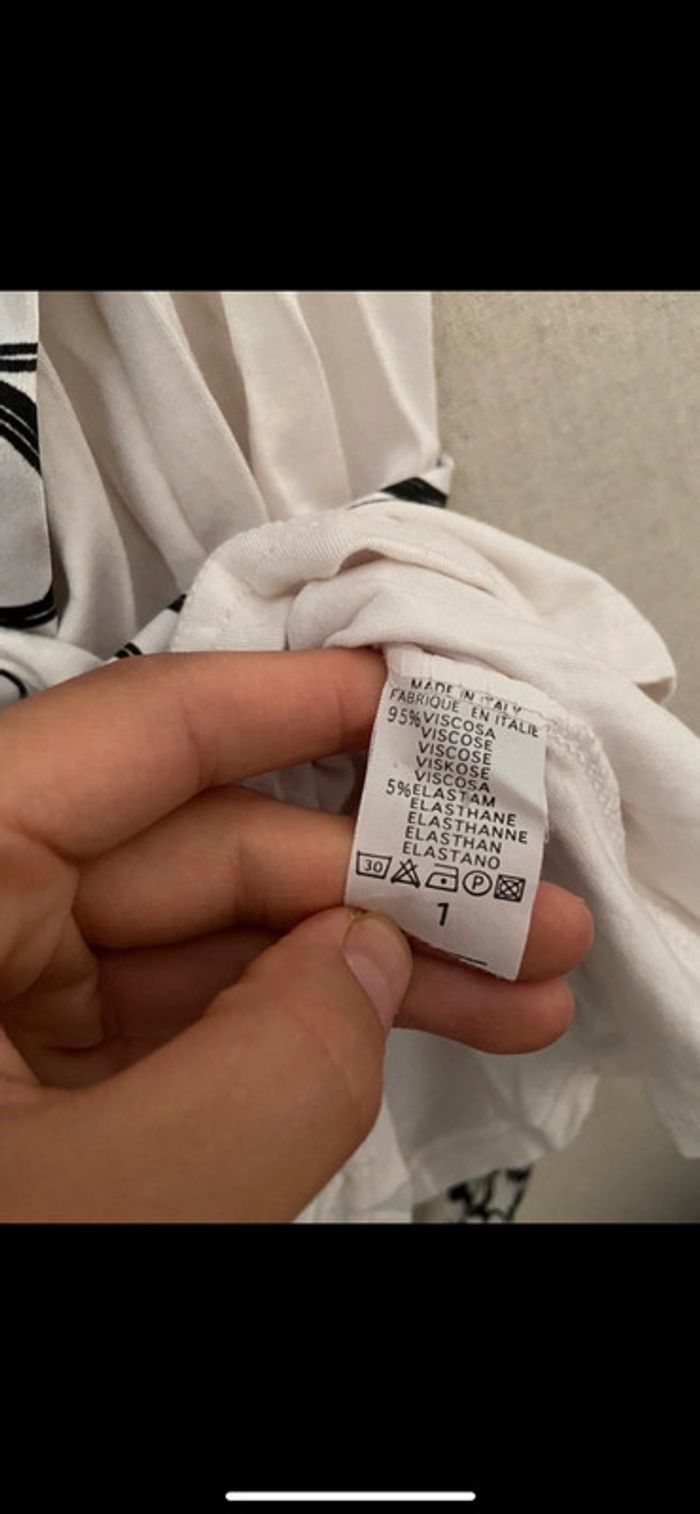 MADE IN ITALY
FABRIQUE EN ITALIE
95%VISCOSA
VISCOSE
VISCOSE
VISKOSE
VISCOSA
5%ELASTAM
ELASTHANE
ELASTHANNE
ELASTHAN
ELASTANO
30 P
1